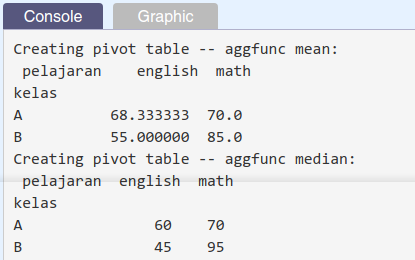 Console Graphic
Creating pivot table -- aggfunc mean:
pelajaran english math
kelas
A 68.333333 70.0
B 55.000000 85.0
Creating pivot table -- aggfunc median:
pelajaran english math
kelas
A 60 70
B 45 95